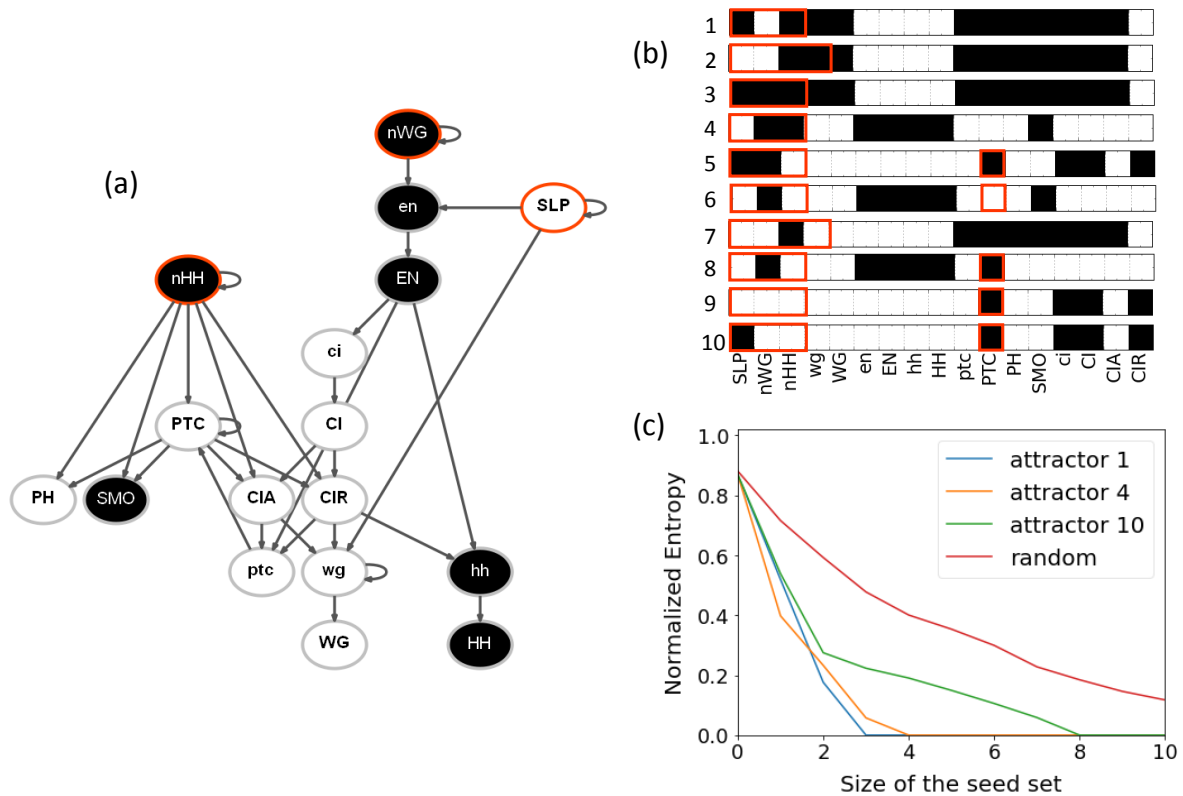 (a)
nWG
en
SLP
nHH
EN
ci
PTC
CI
PH
SMO
CIA
CIR
ptc
wg
hh
WG
HH
(b)
1
2
3
4
5
6
7
8
9
10
SLP
nWG
nHH
wg
WG
en
EN
hh
HH
ptc
PTC
PH
SMO
ci
CI
CIA
CIR
(c)
Normalized Entropy
1.0
0.8
0.6
0.4
0.2
0.0
attractor 1
attractor 4
attractor 10
random
0 2 4 6 8 10
Size of the seed set